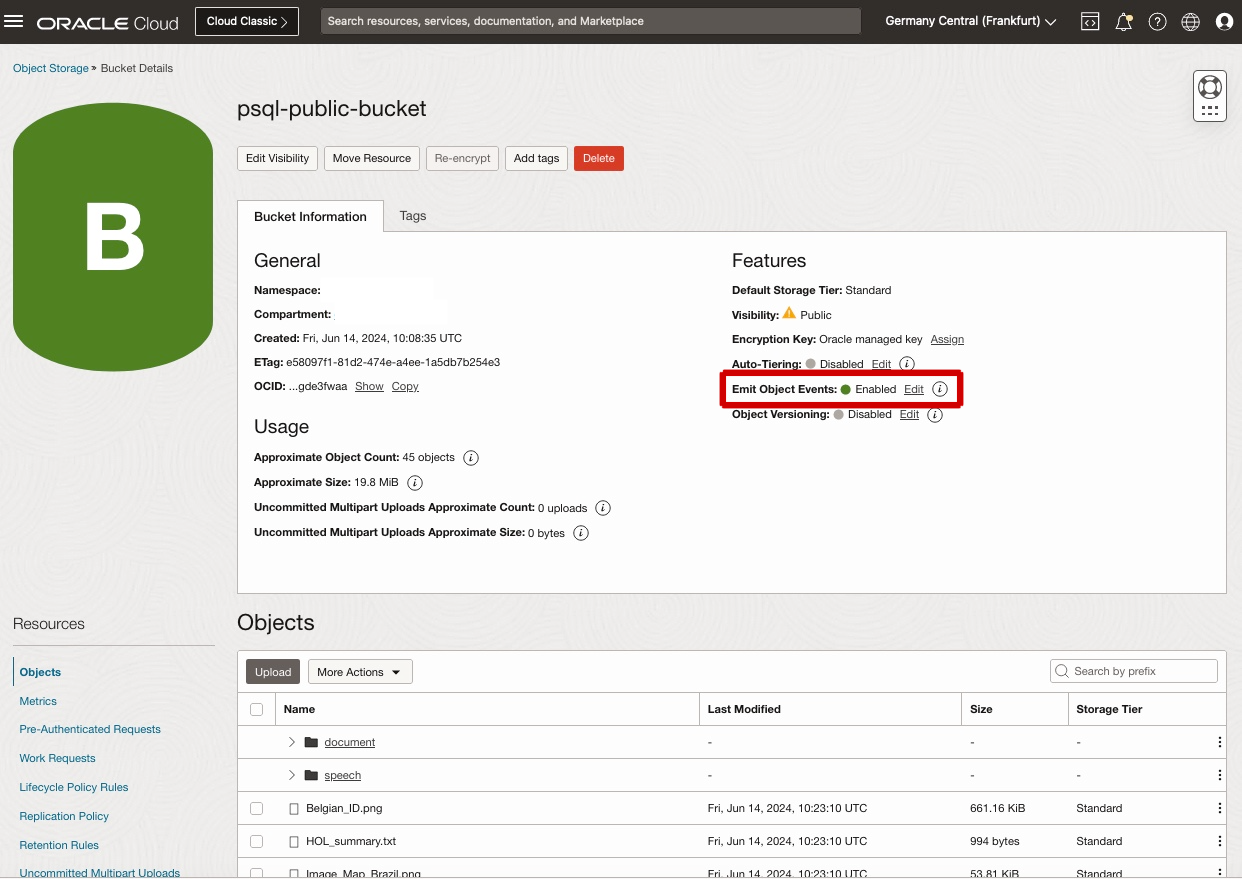 ORACLE Cloud
Cloud Classic
Search resources, services, documentation, and Marketplace
Germany Central (Frankfurt)
Object Storage » Bucket Details
B
psql-public-bucket
Edit Visibility Move Resource Re-encrypt Add tags Delete
Bucket Information Tags
General
Namespace:
Compartment:
Created: Fri, Jun 14, 2024, 10:08:35 UTC
ETag: e58097f1-81d2-474e-a4ee-1a5db7b254e3
OCID: ...gde3fwaa Show Copy
Usage
Approximate Object Count: 45 objects
Approximate Size: 19.8 MiB
Uncommitted Multipart Uploads Approximate Count: 0 uploads
Uncommitted Multipart Uploads Approximate Size: 0 bytes
Features
Default Storage Tier: Standard
Visibility: Public
Encryption Key: Oracle managed key Assign
Auto-Tiering: Disabled Edit
Emit Object Events: Enabled Edit
Object Versioning: Disabled Edit
Resources
Objects
Metrics
Pre-Authenticated Requests
Work Requests
Lifecycle Policy Rules
Replication Policy
Retention Rules
Uncommitted Multipart Uploads
Objects
Upload More Actions Search by prefix
Name Last Modified Size Storage Tier
document - - -
speech - - -
Belgian_ID.png Fri, Jun 14, 2024, 10:23:10 UTC 661.16 KiB Standard
HOL_summary.txt Fri, Jun 14, 2024, 10:23:10 UTC 994 bytes Standard
Image_Map_Brazil.png Fri, Jun 14, 2024, 10:23:10 UTC 53.81 KiB Standard